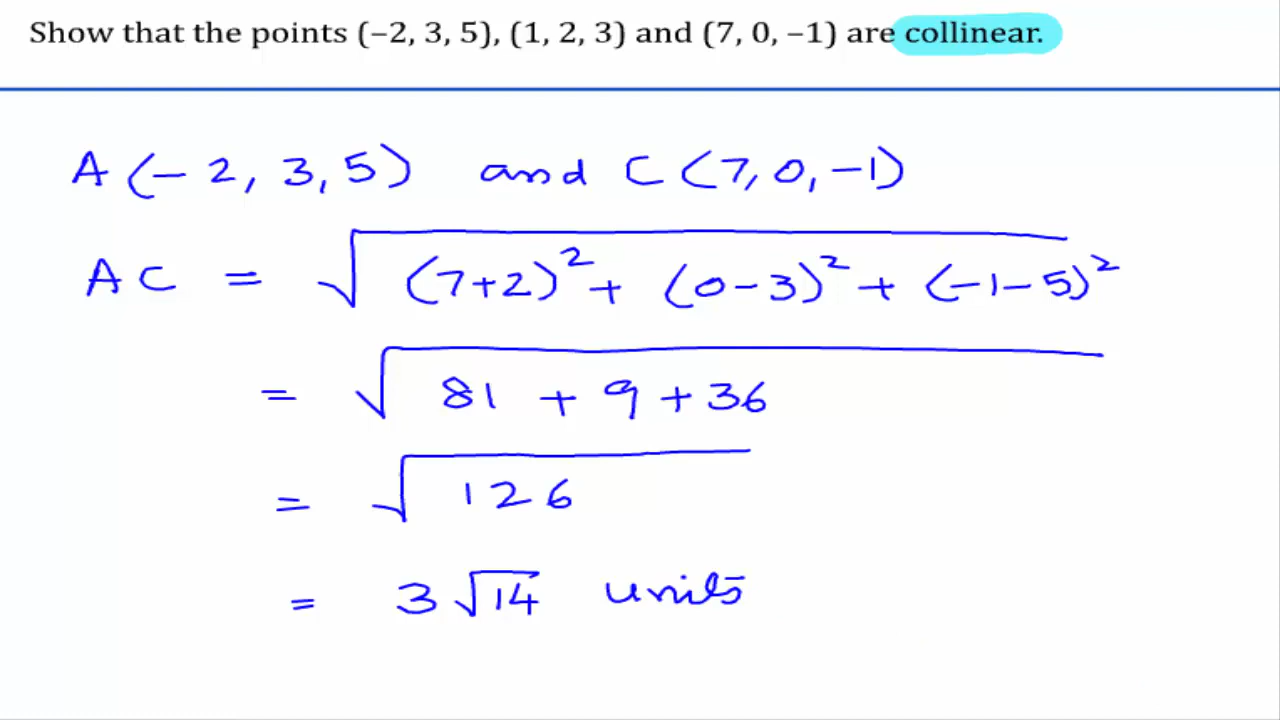 Show that the points (−2, 3, 5), (1, 2, 3) and (7, 0, −1) are collinear.
A (− 2, 3, 5) and C (7, 0, −1)
AC = √((7+2)² + (0−3)² + (−1−5)²)
= √(81 + 9 + 36)
= √126
= 3√14 units